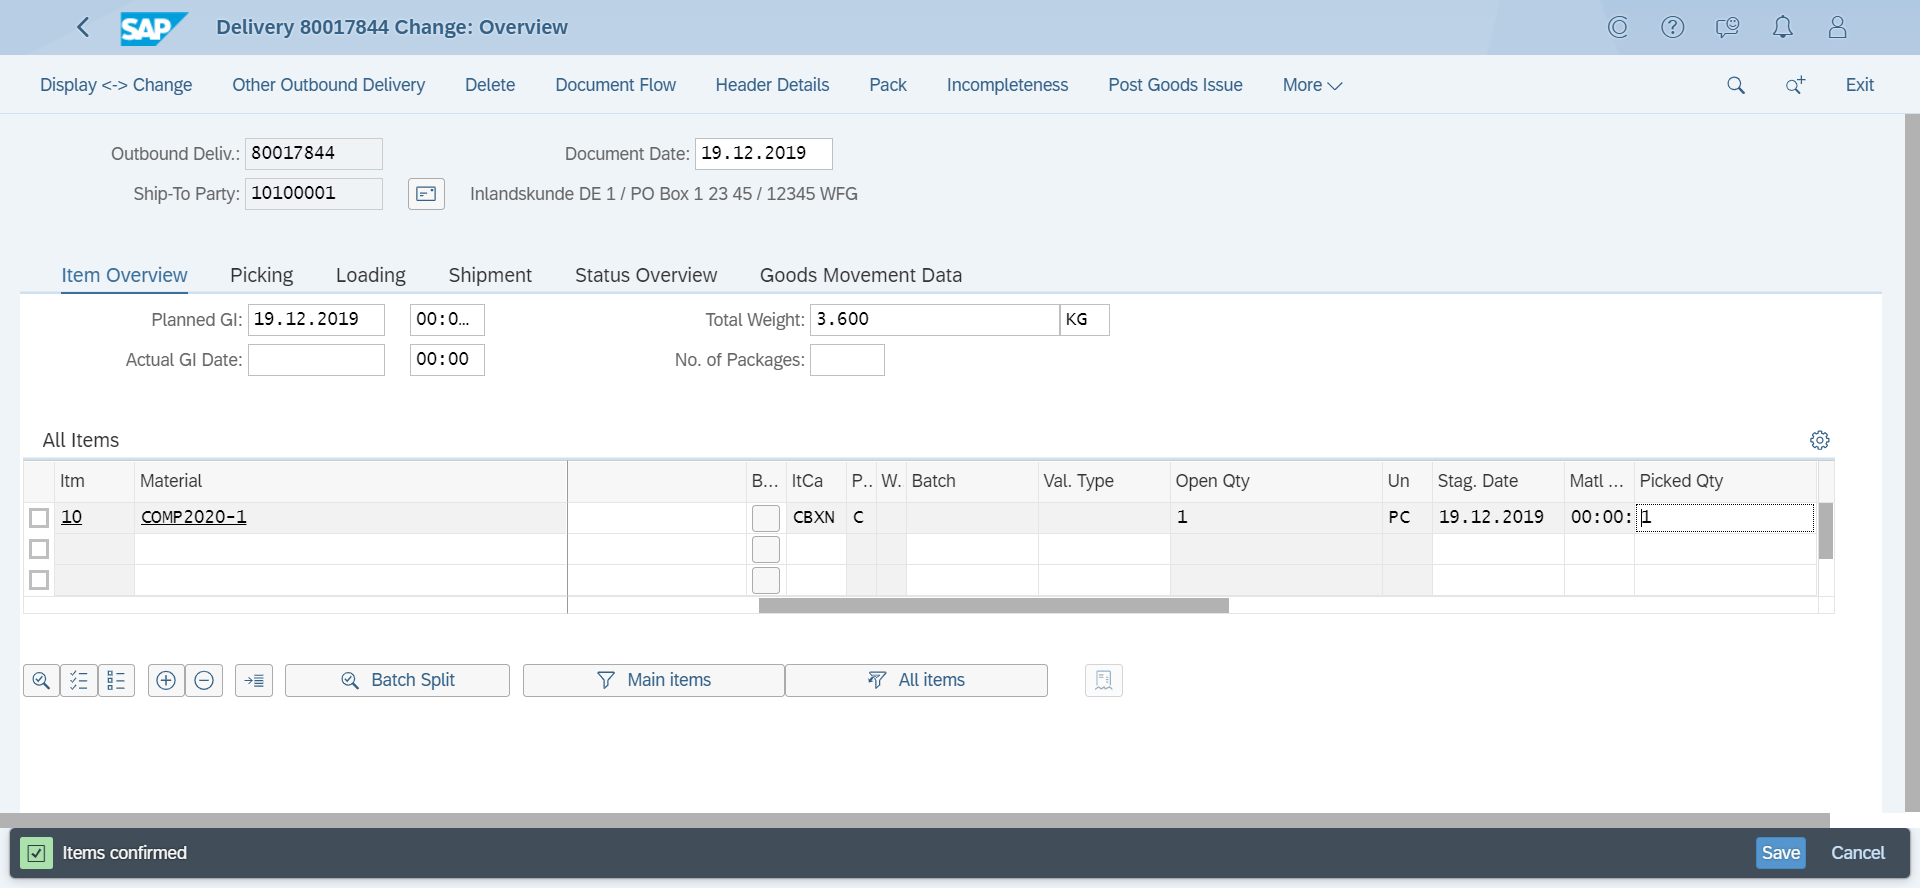 SAP Delivery 80017844 Change: Overview
Display <-> Change Other Outbound Delivery Delete Document Flow Header Details Pack Incompleteness Post Goods Issue More Exit
Outbound Deliv.: 80017844 Document Date: 19.12.2019
Ship-To Party: 10100001 Inlandskunde DE 1 / PO Box 1 23 45 / 12345 WFG
Item Overview Picking Loading Shipment Status Overview Goods Movement Data
Planned GI: 19.12.2019 00:0... Total Weight: 3.600 KG
Actual GI Date: 00:00 No. of Packages:
All Items
Itm Material B... ItCa P.. W. Batch Val. Type Open Qty Un Stag. Date Matl ... Picked Qty
10 COMP2020-1 CBXN C 1 PC 19.12.2019 00:00: 1
Batch Split Main items All items
Items confirmed Save Cancel